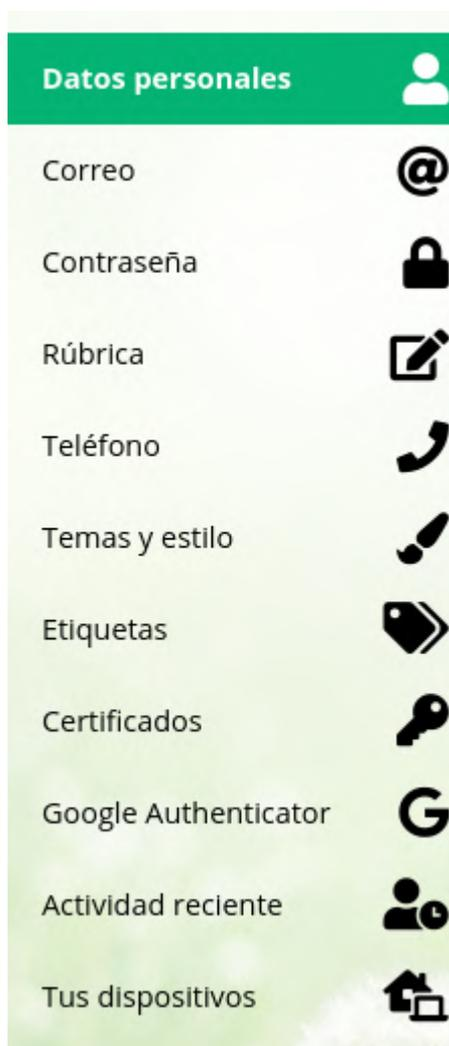 Datos personales
Correo
Contraseña
Rúbrica
Teléfono
Temas y estilo
Etiquetas
Certificados
Google Authenticator
Actividad reciente
Tus dispositivos